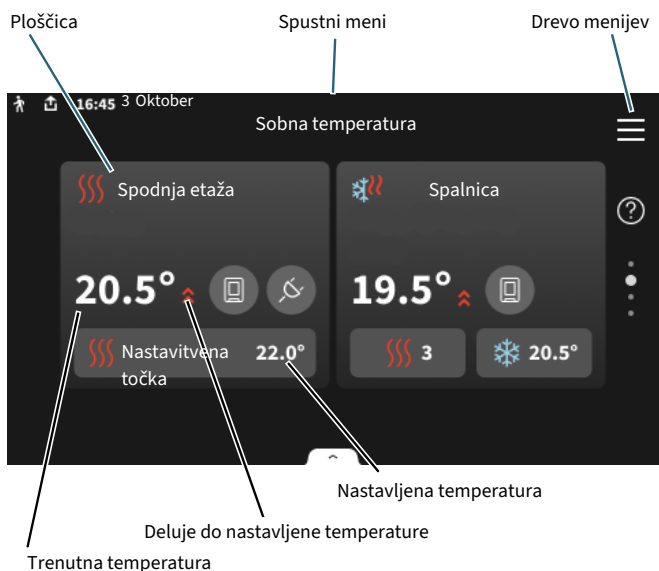 Ploščica
Spustni meni
Drevo menijev
16:45 3 Oktober
Sobna temperatura
Spodnja etaža
Spalnica
20.5°
19.5°
Nastavitvena
točka
22.0°
3
20.5°
Nastavljena temperatura
Deluje do nastavljene temperature
Trenutna temperatura